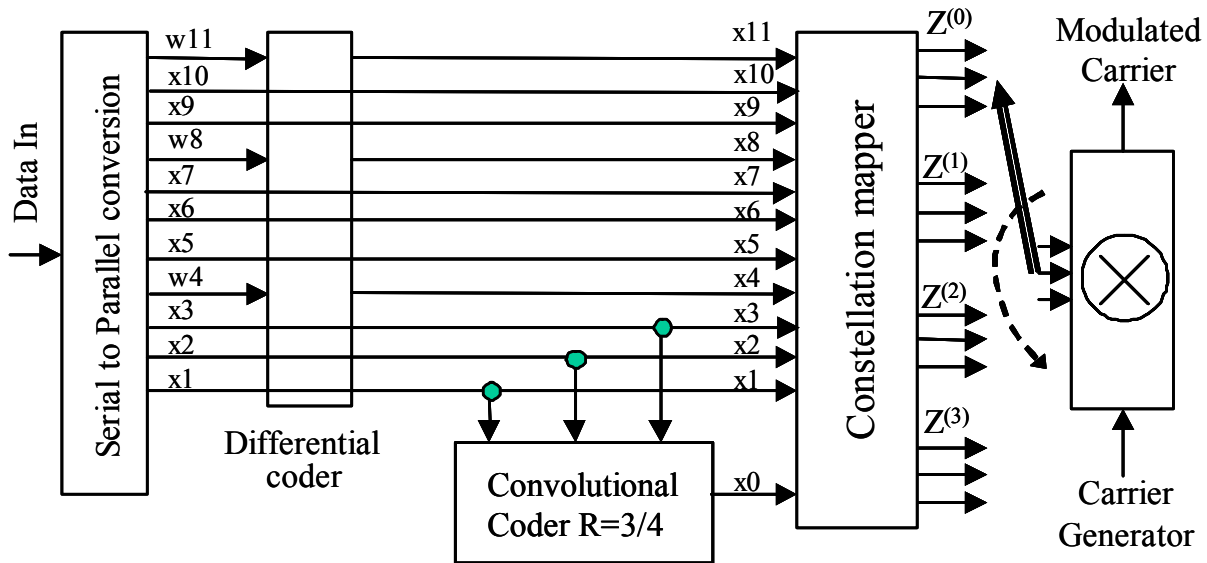 Data In
Serial to Parallel conversion
w11
x10
x9
w8
x7
x6
x5
w4
x3
x2
x1
Differential
coder
Convolutional
Coder R=3/4
x11
x10
x9
x8
x7
x6
x5
x4
x3
x2
x1
x0
Constellation mapper
Z(0)
Z(1)
Z(2)
Z(3)
Modulated
Carrier
Carrier
Generator